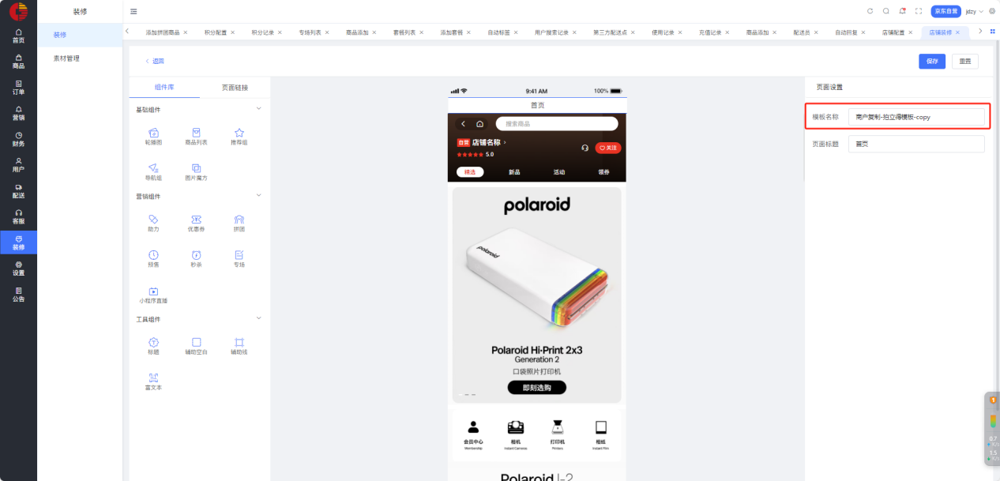 装修
京东自营
jdzy
首页
商品
订单
营销
财务
用户
配送
客服
装修
设置
公告
装修
素材管理
添加拼团商品 ×
积分配置 ×
积分记录 ×
专场列表 ×
商品添加 ×
套餐列表 ×
添加套餐 ×
自动标签 ×
用户搜索记录 ×
第三方配送点 ×
使用记录 ×
充值记录 ×
商品添加 ×
配送员 ×
自动回复 ×
店铺配置 ×
店铺装修 ×
返回
保存
重置
组件库
页面链接
基础组件
轮播图
商品列表
推荐组
导航组
图片魔方
营销组件
助力
优惠券
拼团
预售
秒杀
专场
小程序直播
工具组件
标题
辅助空白
辅助线
富文本
9:41 AM
100%
首页
搜索商品
自营 店铺名称
5.0
关注
精选
新品
活动
领券
polaroid
polaroid
Polaroid Hi·Print 2x3
Generation 2
口袋照片打印机
即刻选购
会员中心
Membership
相机
Instant Cameras
打印机
Printers
相纸
Instant Film
Polaroid I-2
页面设置
模板名称
商户复制-拍立得模板-copy
页面标题
首页
1
0.7
1.5